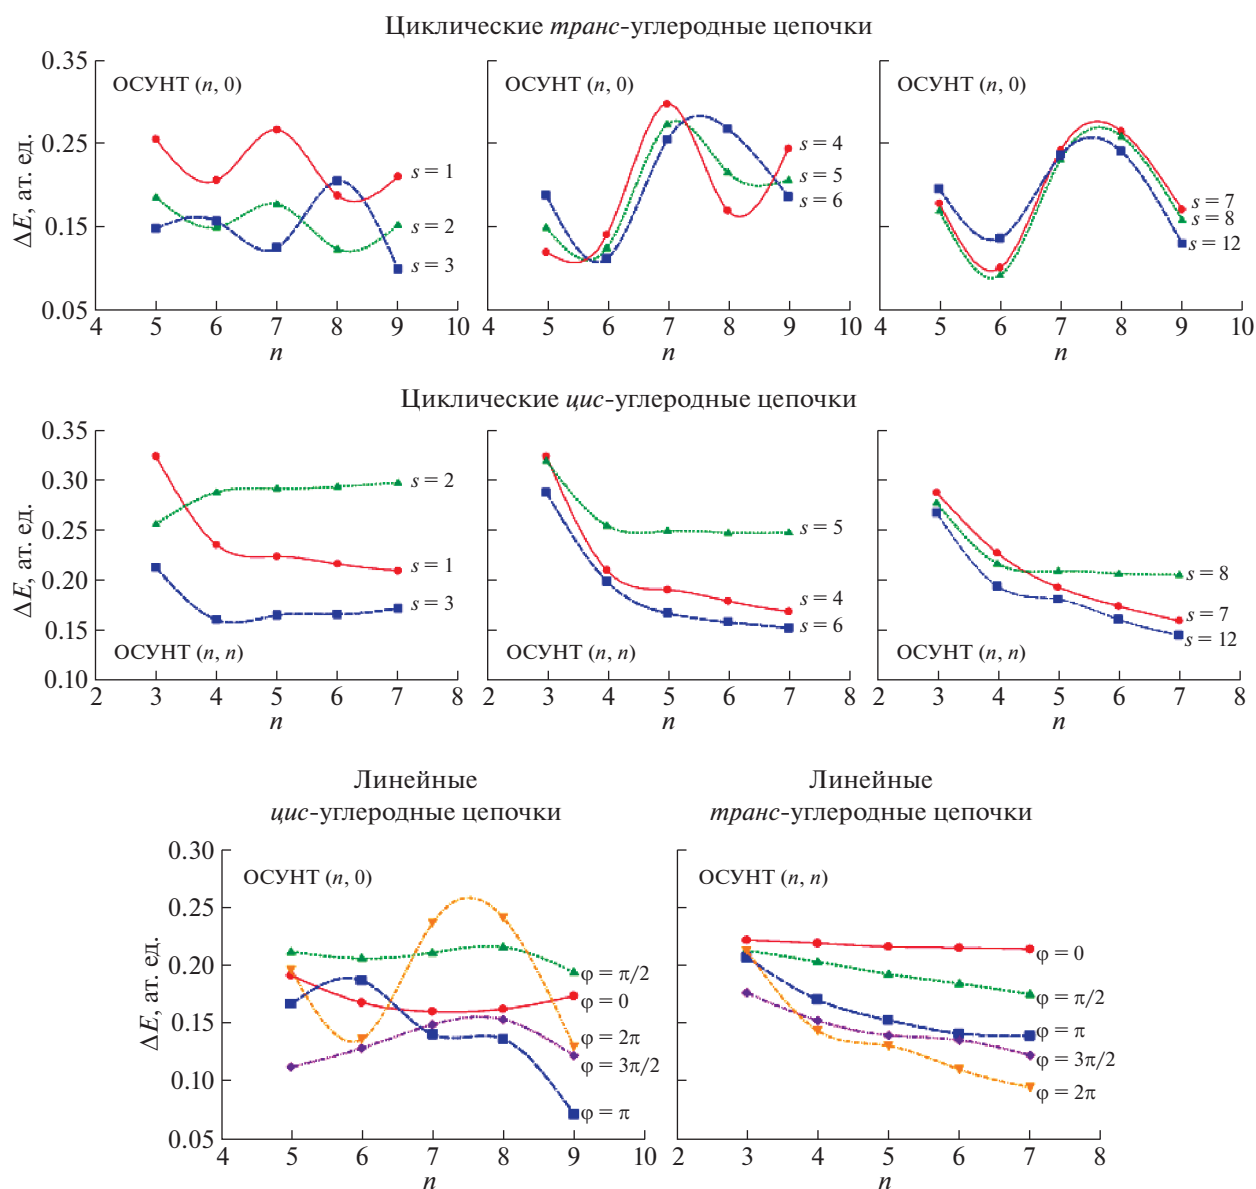 Циклические транс-углеродные цепочки
0.35
0.25
0.15
0.05
ΔE, ат. ед.
ОСУНТ (n, 0)
s = 1
s = 2
s = 3
4 5 6 7 8 9 10
n
ОСУНТ (n, 0)
s = 4
s = 5
s = 6
4 5 6 7 8 9 10
n
ОСУНТ (n, 0)
s = 7
s = 8
s = 12
4 5 6 7 8 9 10
n
Циклические цис-углеродные цепочки
0.35
0.30
0.25
0.20
0.15
0.10
ΔE, ат. ед.
s = 2
s = 1
s = 3
ОСУНТ (n, n)
2 3 4 5 6 7 8
n
s = 5
s = 4
s = 6
ОСУНТ (n, n)
2 3 4 5 6 7 8
n
s = 8
s = 7
s = 12
ОСУНТ (n, n)
2 3 4 5 6 7 8
n
Линейные
цис-углеродные цепочки
0.30
0.25
0.20
0.15
0.10
0.05
ΔE, ат. ед.
ОСУНТ (n, 0)
φ = π/2
φ = 0
φ = 2π
φ = 3π/2
φ = π
4 5 6 7 8 9 10
n
Линейные
транс-углеродные цепочки
ОСУНТ (n, n)
φ = 0
φ = π/2
φ = π
φ = 3π/2
φ = 2π
2 3 4 5 6 7 8
n